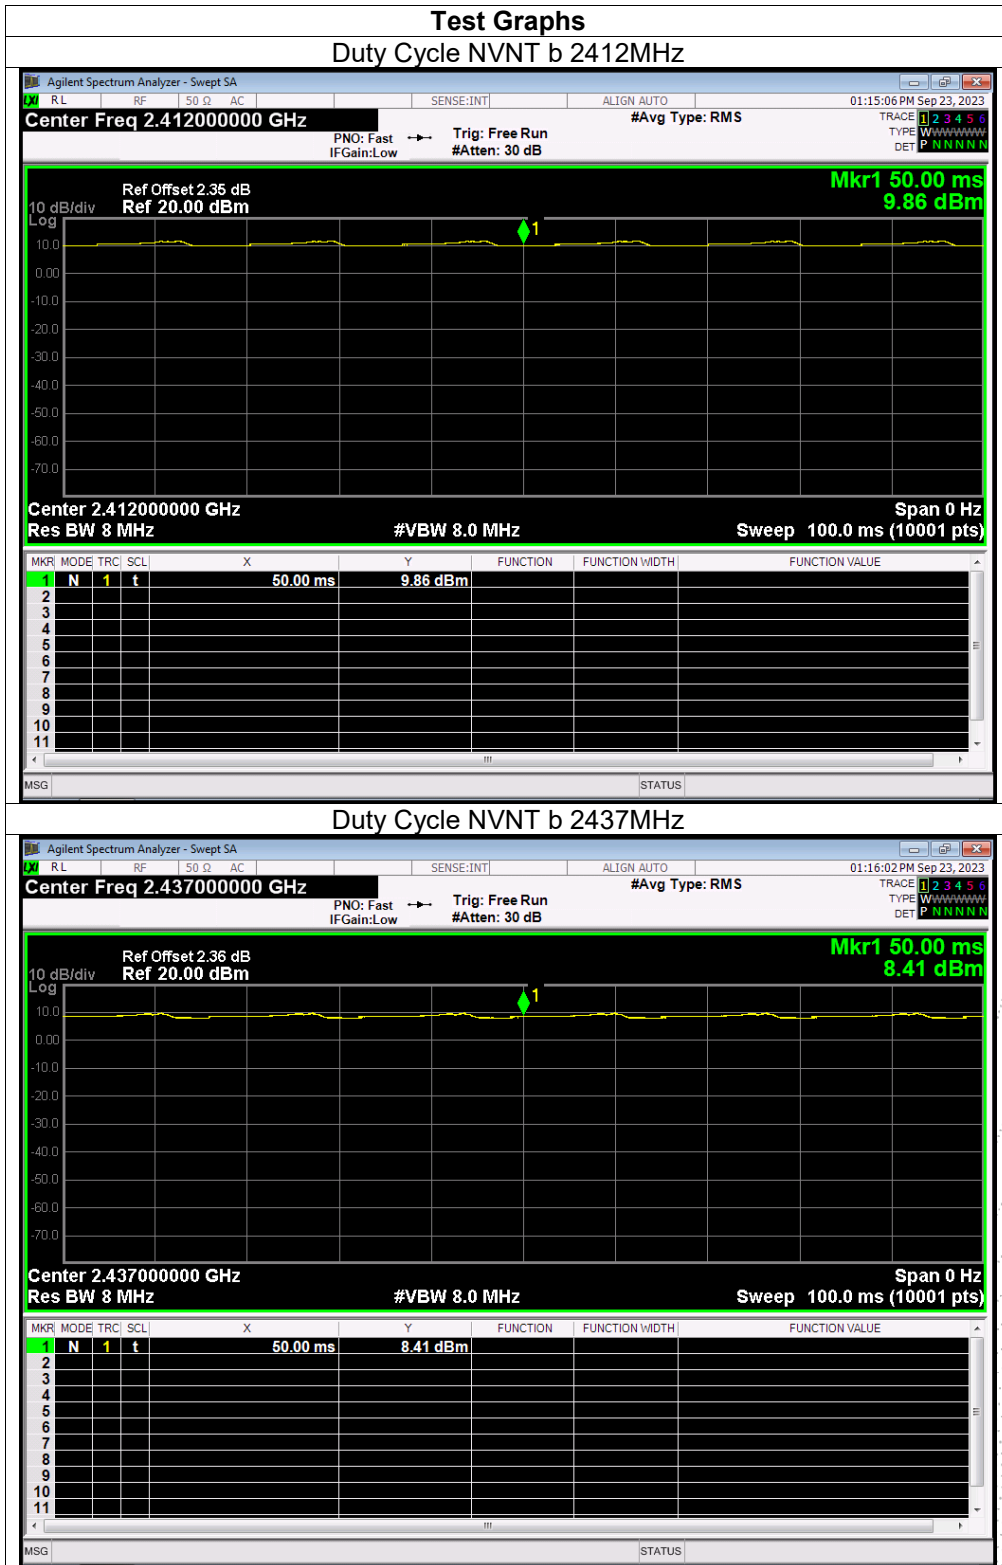 Test Graphs
Duty Cycle NVNT b 2412MHz
Agilent Spectrum Analyzer - Swept SA
LXI RL RF 50 Ω AC SENSE:INT ALIGN AUTO 01:15:06 PM Sep 23, 2023
Center Freq 2.412000000 GHz #Avg Type: RMS TRACE 1 2 3 4 5 6
PNO: Fast Trig: Free Run TYPE WWWWWW
IFGain:Low #Atten: 30 dB DET P N N N N N
Mkr1 50.00 ms
Ref Offset 2.35 dB
10 dB/div Ref 20.00 dBm 9.86 dBm
Log
1
10.0
0.00
-10.0
-20.0
-30.0
-40.0
-50.0
-60.0
-70.0
Center 2.412000000 GHz Span 0 Hz
Res BW 8 MHz #VBW 8.0 MHz Sweep 100.0 ms (10001 pts)
MKR MODE TRC SCL X Y FUNCTION FUNCTION WIDTH FUNCTION VALUE
1 N 1 t 50.00 ms 9.86 dBm
2
3
4
5
6
7
8
9
10
11
MSG STATUS
Duty Cycle NVNT b 2437MHz
Agilent Spectrum Analyzer - Swept SA
LXI RL RF 50 Ω AC SENSE:INT ALIGN AUTO 01:16:02 PM Sep 23, 2023
Center Freq 2.437000000 GHz #Avg Type: RMS TRACE 1 2 3 4 5 6
PNO: Fast Trig: Free Run TYPE WWWWWW
IFGain:Low #Atten: 30 dB DET P N N N N N
Mkr1 50.00 ms
Ref Offset 2.36 dB
10 dB/div Ref 20.00 dBm 8.41 dBm
Log
1
10.0
0.00
-10.0
-20.0
-30.0
-40.0
-50.0
-60.0
-70.0
Center 2.437000000 GHz Span 0 Hz
Res BW 8 MHz #VBW 8.0 MHz Sweep 100.0 ms (10001 pts)
MKR MODE TRC SCL X Y FUNCTION FUNCTION WIDTH FUNCTION VALUE
1 N 1 t 50.00 ms 8.41 dBm
2
3
4
5
6
7
8
9
10
11
MSG STATUS